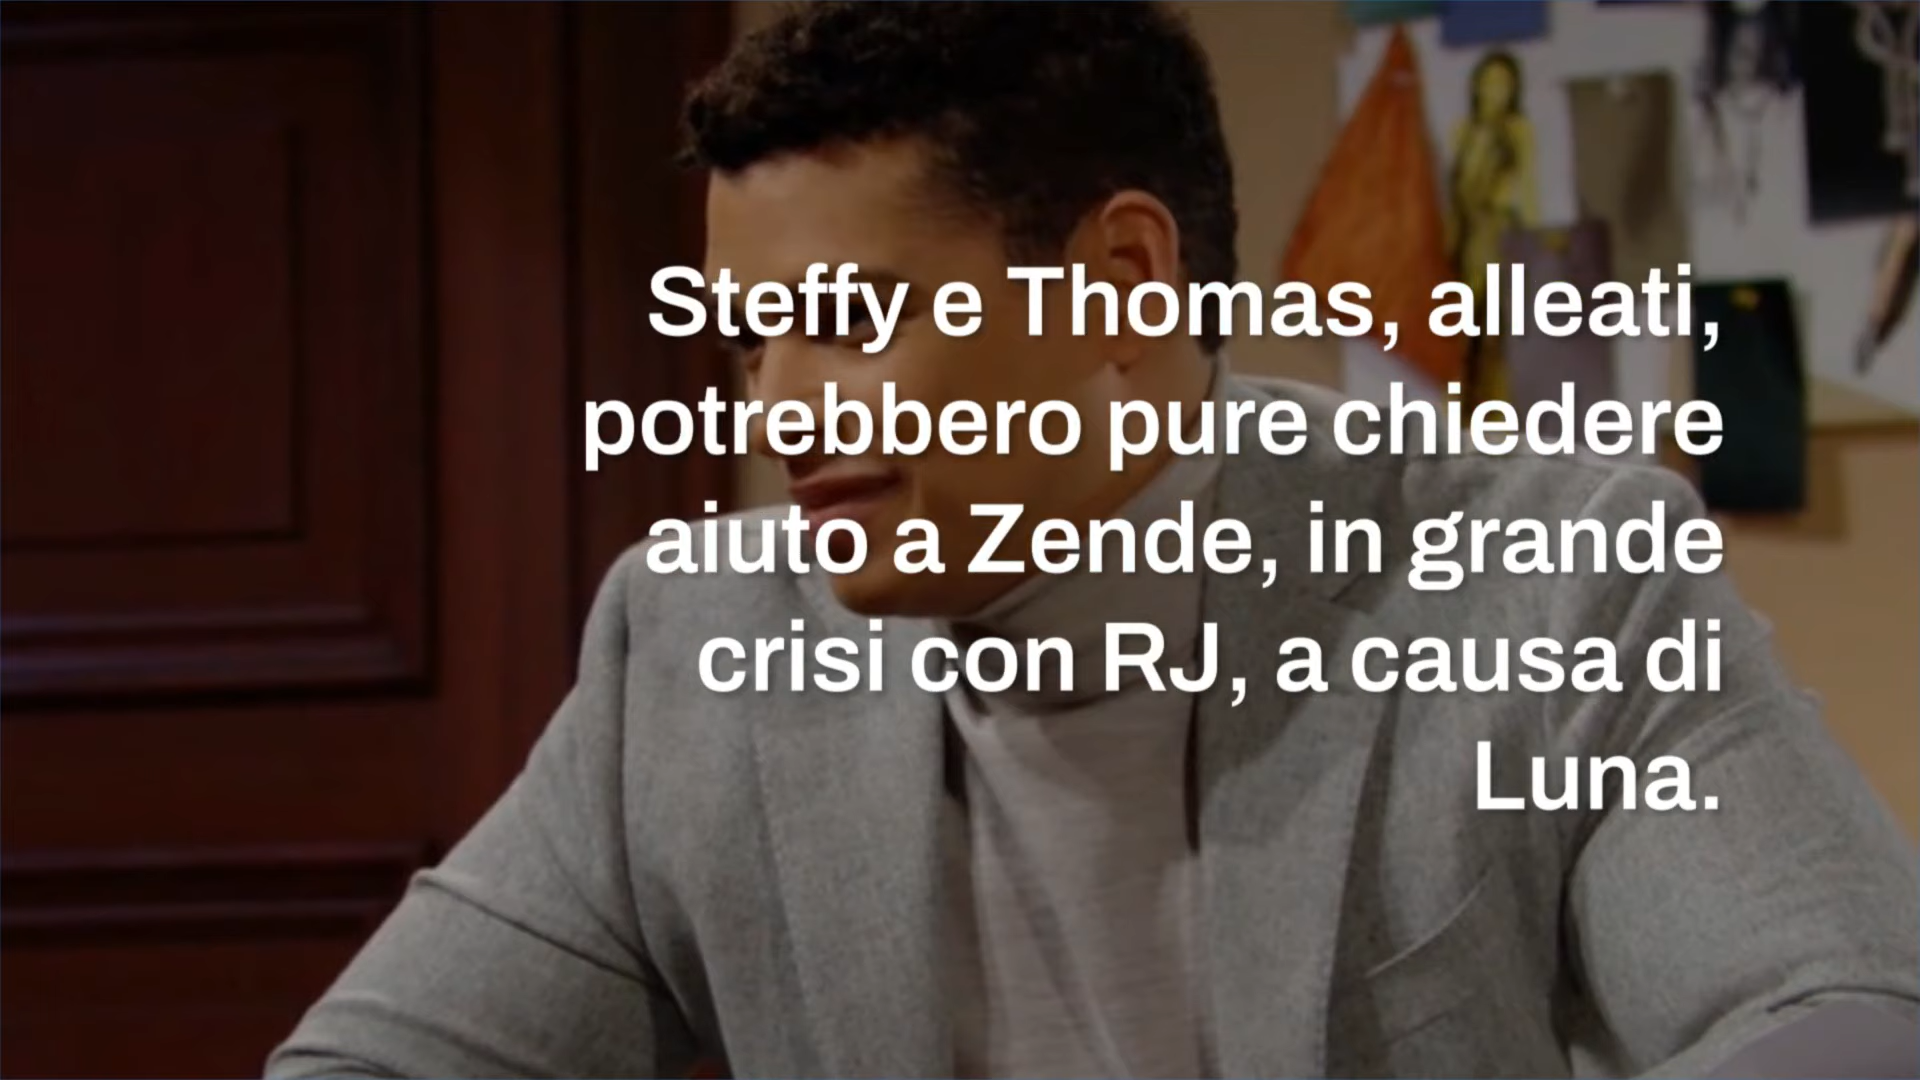 Steffy e Thomas, alleati,
potrebbero pure chiedere
aiuto a Zende, in grande
crisi con RJ, a causa di
Luna.